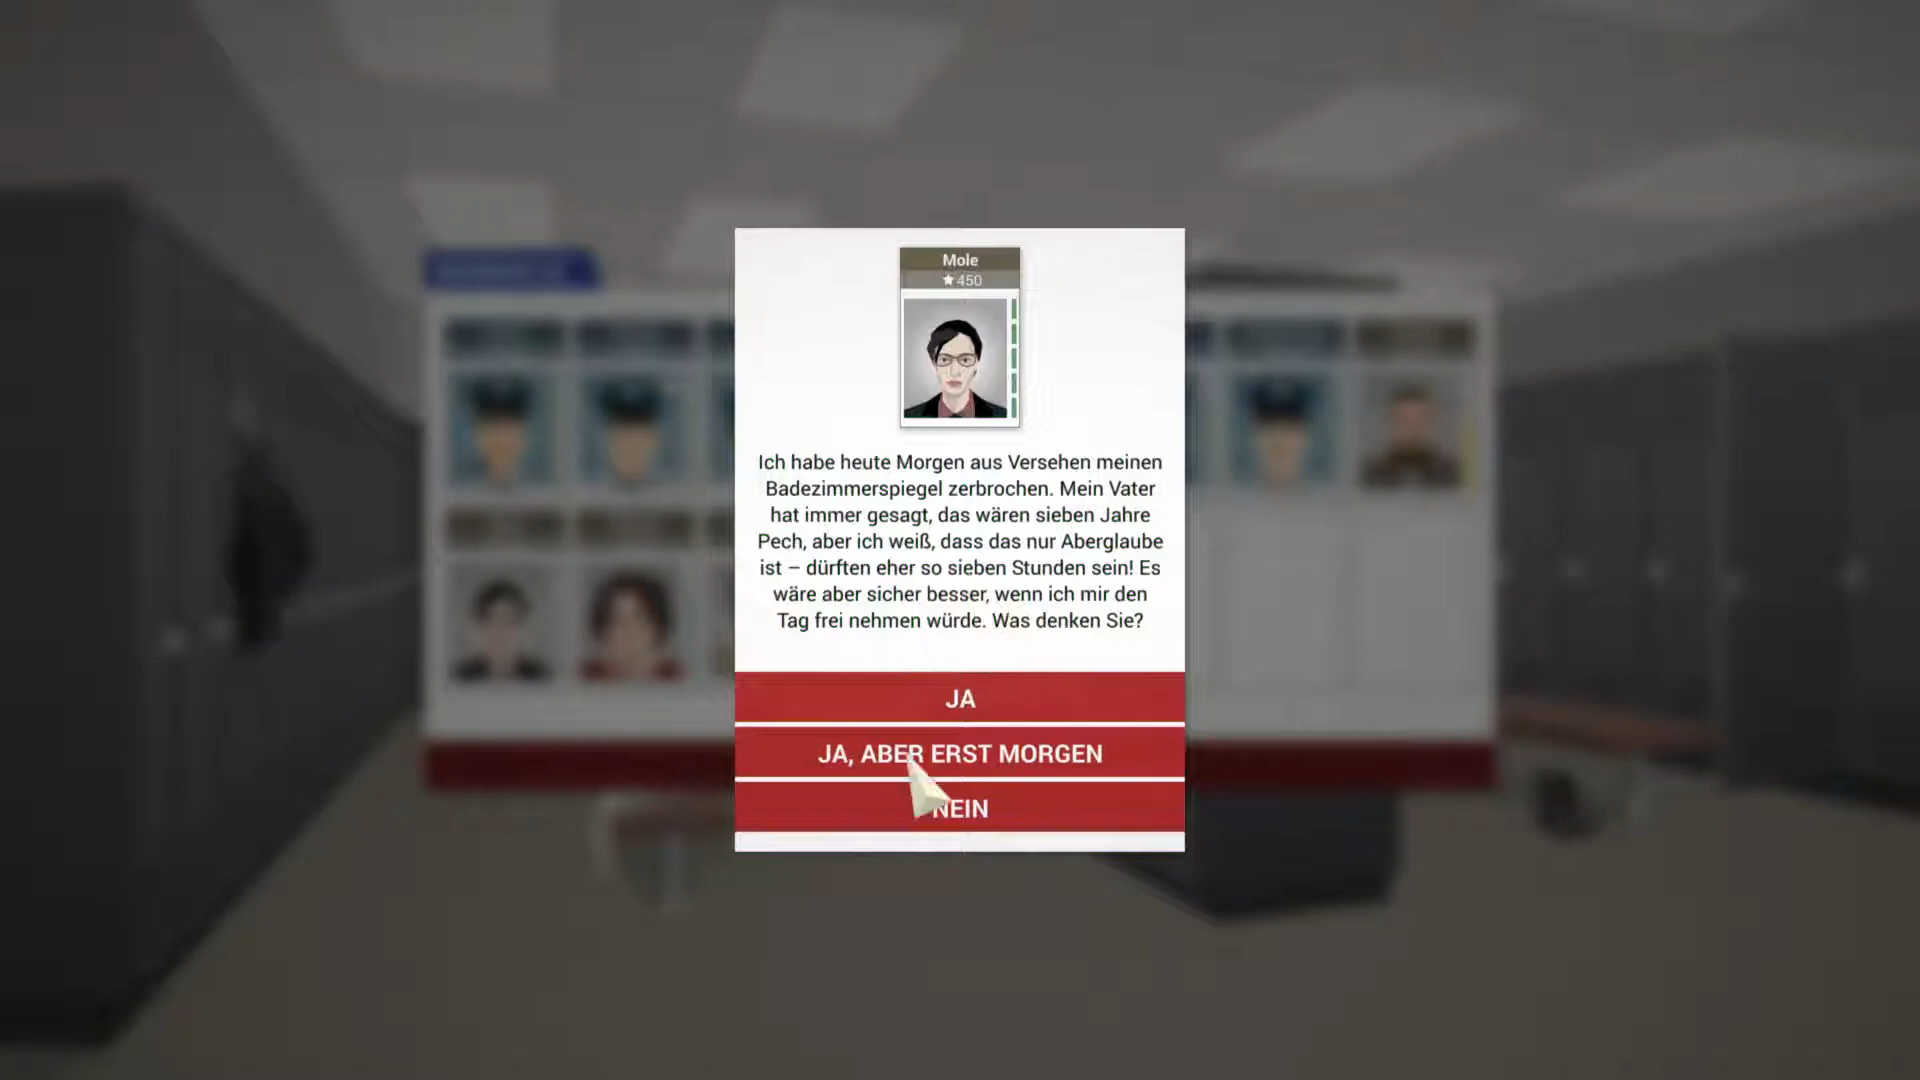 Mole
★450
Ich habe heute Morgen aus Versehen meinen
Badezimmerspiegel zerbrochen. Mein Vater
hat immer gesagt, das wären sieben Jahre
Pech, aber ich weiß, dass das nur Aberglaube
ist – dürften eher so sieben Stunden sein! Es
wäre aber sicher besser, wenn ich mir den
Tag frei nehmen würde. Was denken Sie?
JA
JA, ABER ERST MORGEN
NEIN